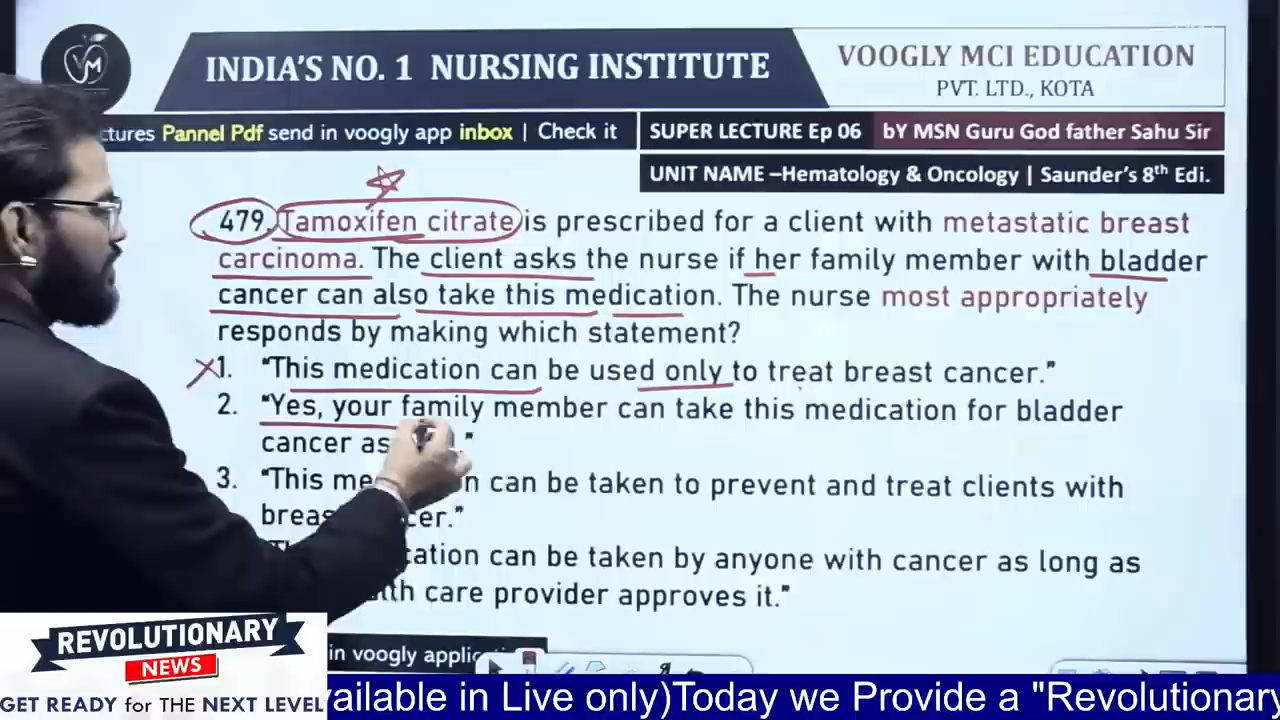 INDIA'S NO. 1 NURSING INSTITUTE
VOOGLY MCI EDUCATION
PVT. LTD., KOTA
ctures Pannel Pdf send in voogly app inbox | Check it
SUPER LECTURE Ep 06 bY MSN Guru God father Sahu Sir
UNIT NAME –Hematology & Oncology | Saunder's 8th Edi.
479. Tamoxifen citrate is prescribed for a client with metastatic breast
carcinoma. The client asks the nurse if her family member with bladder
cancer can also take this medication. The nurse most appropriately
responds by making which statement?
1. "This medication can be used only to treat breast cancer."
2. "Yes, your family member can take this medication for bladder
cancer as "
3. "This me n can be taken to prevent and treat clients with
breas cer."
cation can be taken by anyone with cancer as long as
lth care provider approves it."
REVOLUTIONARY
NEWS
GET READY for THE NEXT LEVEL
in voogly applic
vailable in Live only)Today we Provide a "Revolutionary